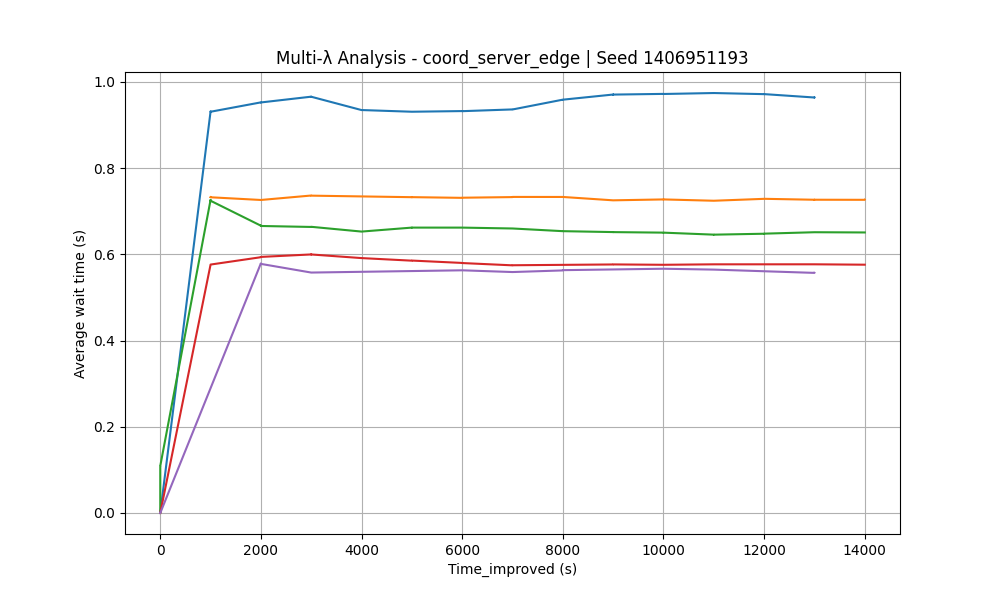 Multi-λ Analysis - coord_server_edge | Seed 1406951193
1.0
0.8
0.6
0.4
0.2
0.0
Average wait time (s)
0 2000 4000 6000 8000 10000 12000 14000
Time_improved (s)